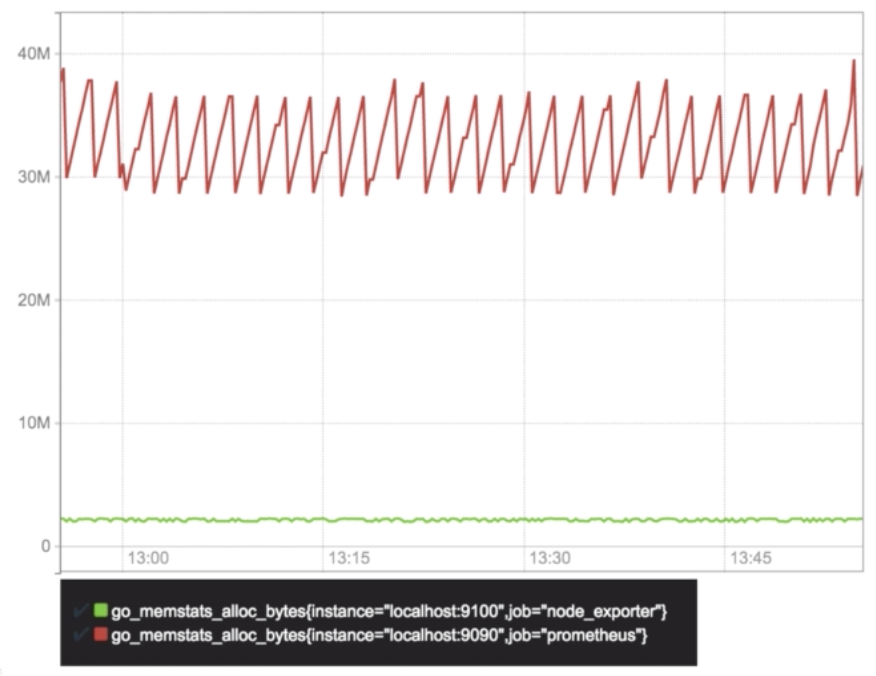 40M
30M
20M
10M
0
13:00 13:15 13:30 13:45
go_memstats_alloc_bytes{instance="localhost:9100",job="node_exporter"}
go_memstats_alloc_bytes{instance="localhost:9090",job="prometheus"}